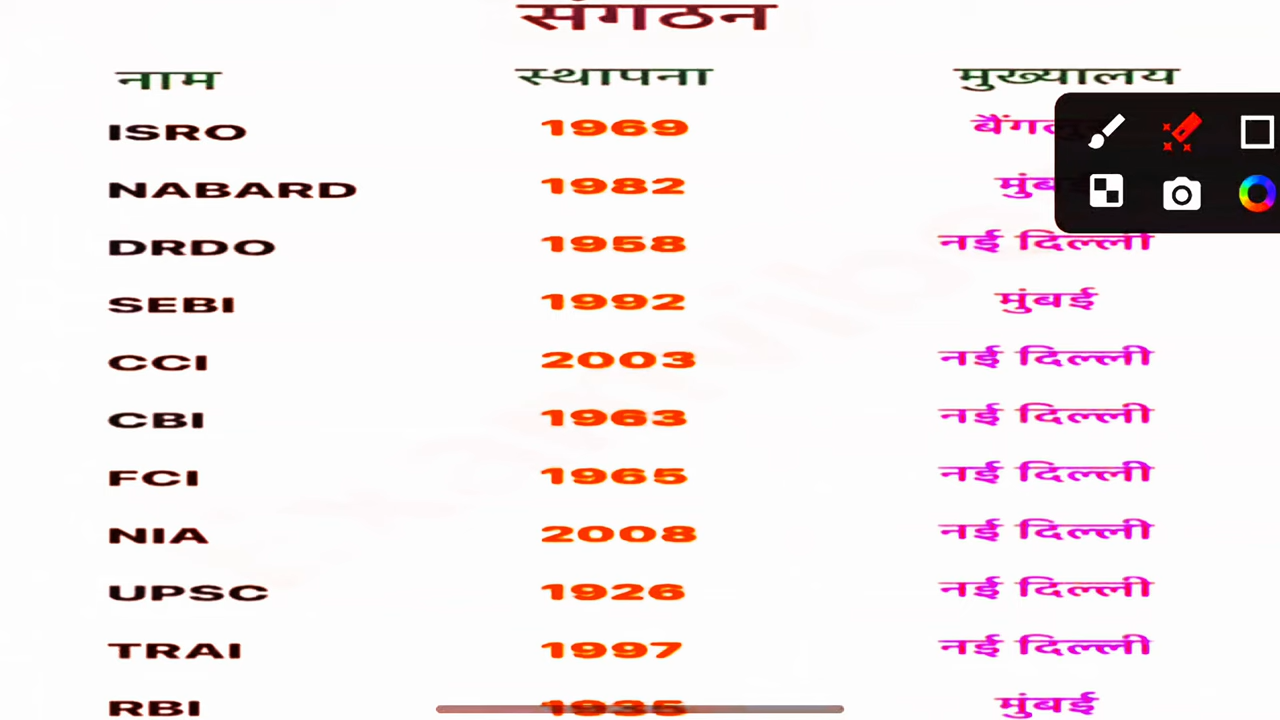 संगठन
नाम स्थापना मुख्यालय
ISRO 1969
NABARD 1982
DRDO 1958 नई दिल्ली
SEBI 1992 मुंबई
CCI 2003 नई दिल्ली
CBI 1963 नई दिल्ली
FCI 1965 नई दिल्ली
NIA 2008 नई दिल्ली
UPSC 1926 नई दिल्ली
TRAI 1997 नई दिल्ली
RBI 1935 मुंबई